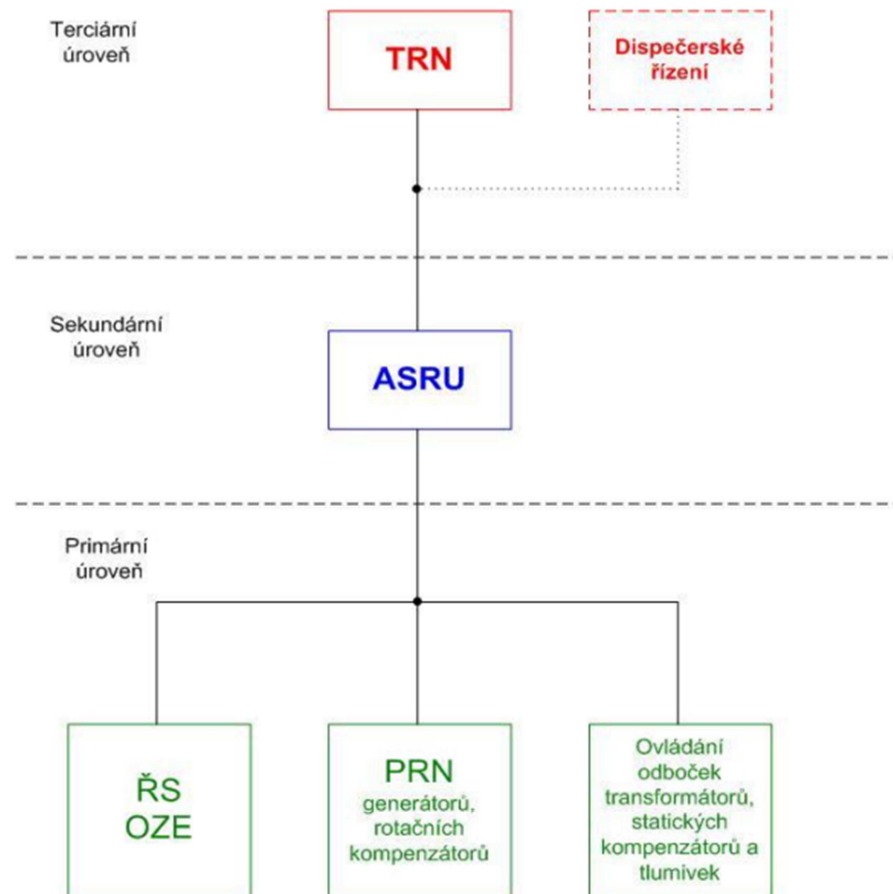 Terciární
úroveň
TRN
Dispečerské
řízení
Sekundární
úroveň
ASRU
Primární
úroveň
ŘS
OZE
PRN
generátorů,
rotačních
kompenzátorů
Ovládání
odboček
transformátorů,
statických
kompenzátorů a
tlumivek